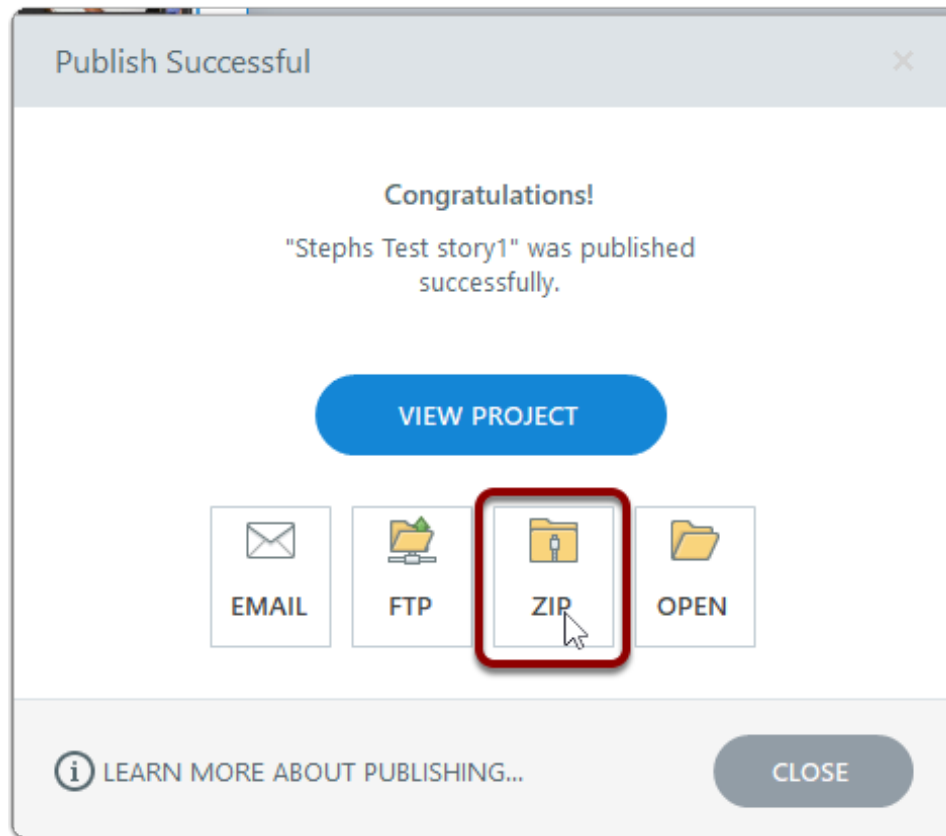 Publish Successful
Congratulations!
"Stephs Test story1" was published
successfully.
VIEW PROJECT
EMAIL FTP ZIP OPEN
LEARN MORE ABOUT PUBLISHING...
CLOSE